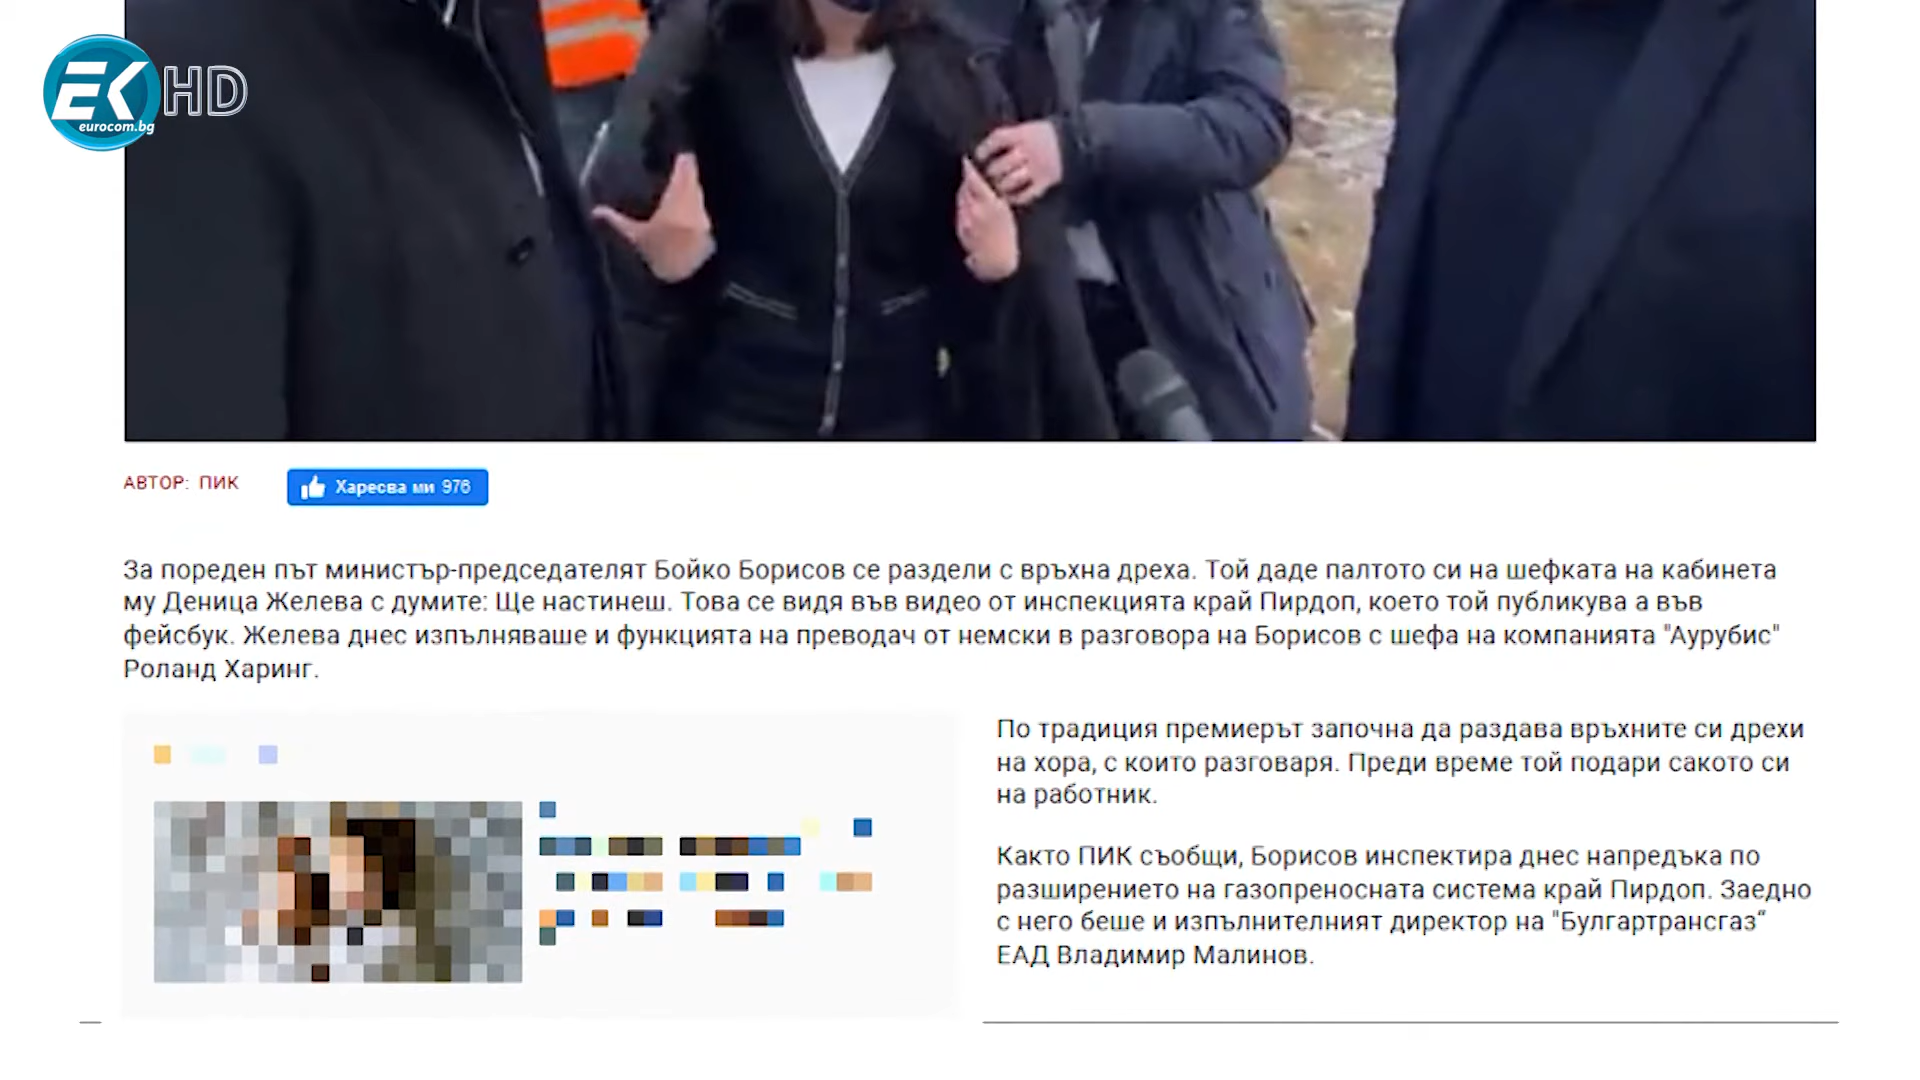 EK HD
eurocom.bg
АВТОР: ПИК
Харесва ми 976
За пореден път министър-председателят Бойко Борисов се раздели с връхна дреха. Той даде палтото си на шефката на кабинета
му Деница Желева с думите: Ще настинеш. Това се видя във видео от инспекцията край Пирдоп, което той публикува а във
фейсбук. Желева днес изпълняваше и функцията на преводач от немски в разговора на Борисов с шефа на компанията "Аурубис"
Роланд Харинг.
По традиция премиерът започна да раздава връхните си дрехи
на хора, с които разговаря. Преди време той подари сакото си
на работник.
Както ПИК съобщи, Борисов инспектира днес напредъка по
разширението на газопреносната система край Пирдоп. Заедно
с него беше и изпълнителният директор на "Булгартрансгаз“
ЕАД Владимир Малинов.